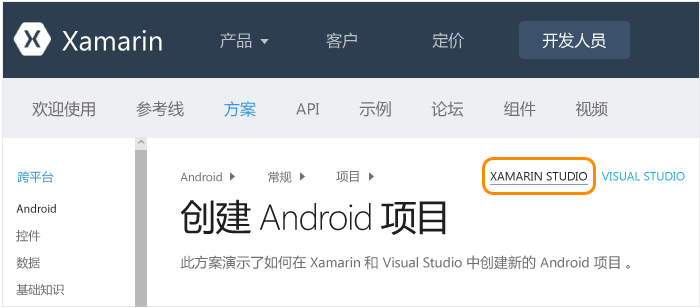 Xamarin 产品 客户 定价 开发人员
欢迎使用 参考线 方案 API 示例 论坛 组件 视频
跨平台
Android
控件
数据
基础知识
Android 常规 项目 XAMARIN STUDIO VISUAL STUDIO
创建 Android 项目
此方案演示了如何在 Xamarin 和 Visual Studio 中创建新的 Android 项目 。